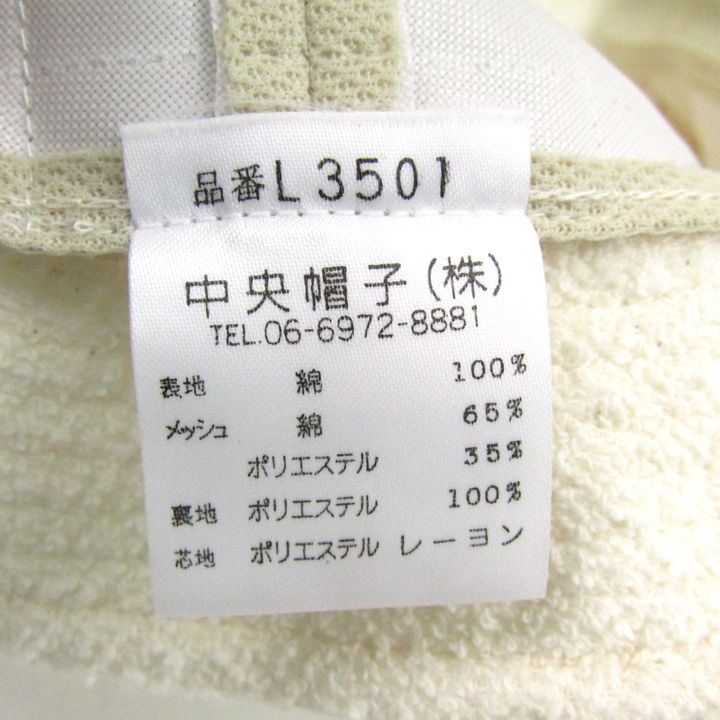 品番L3501
中央帽子(株)
TEL.06-6972-8881
表地 綿 100%
メッシュ 綿 65%
ポリエステル 35%
裏地 ポリエステル 100%
芯地 ポリエステル レーヨン